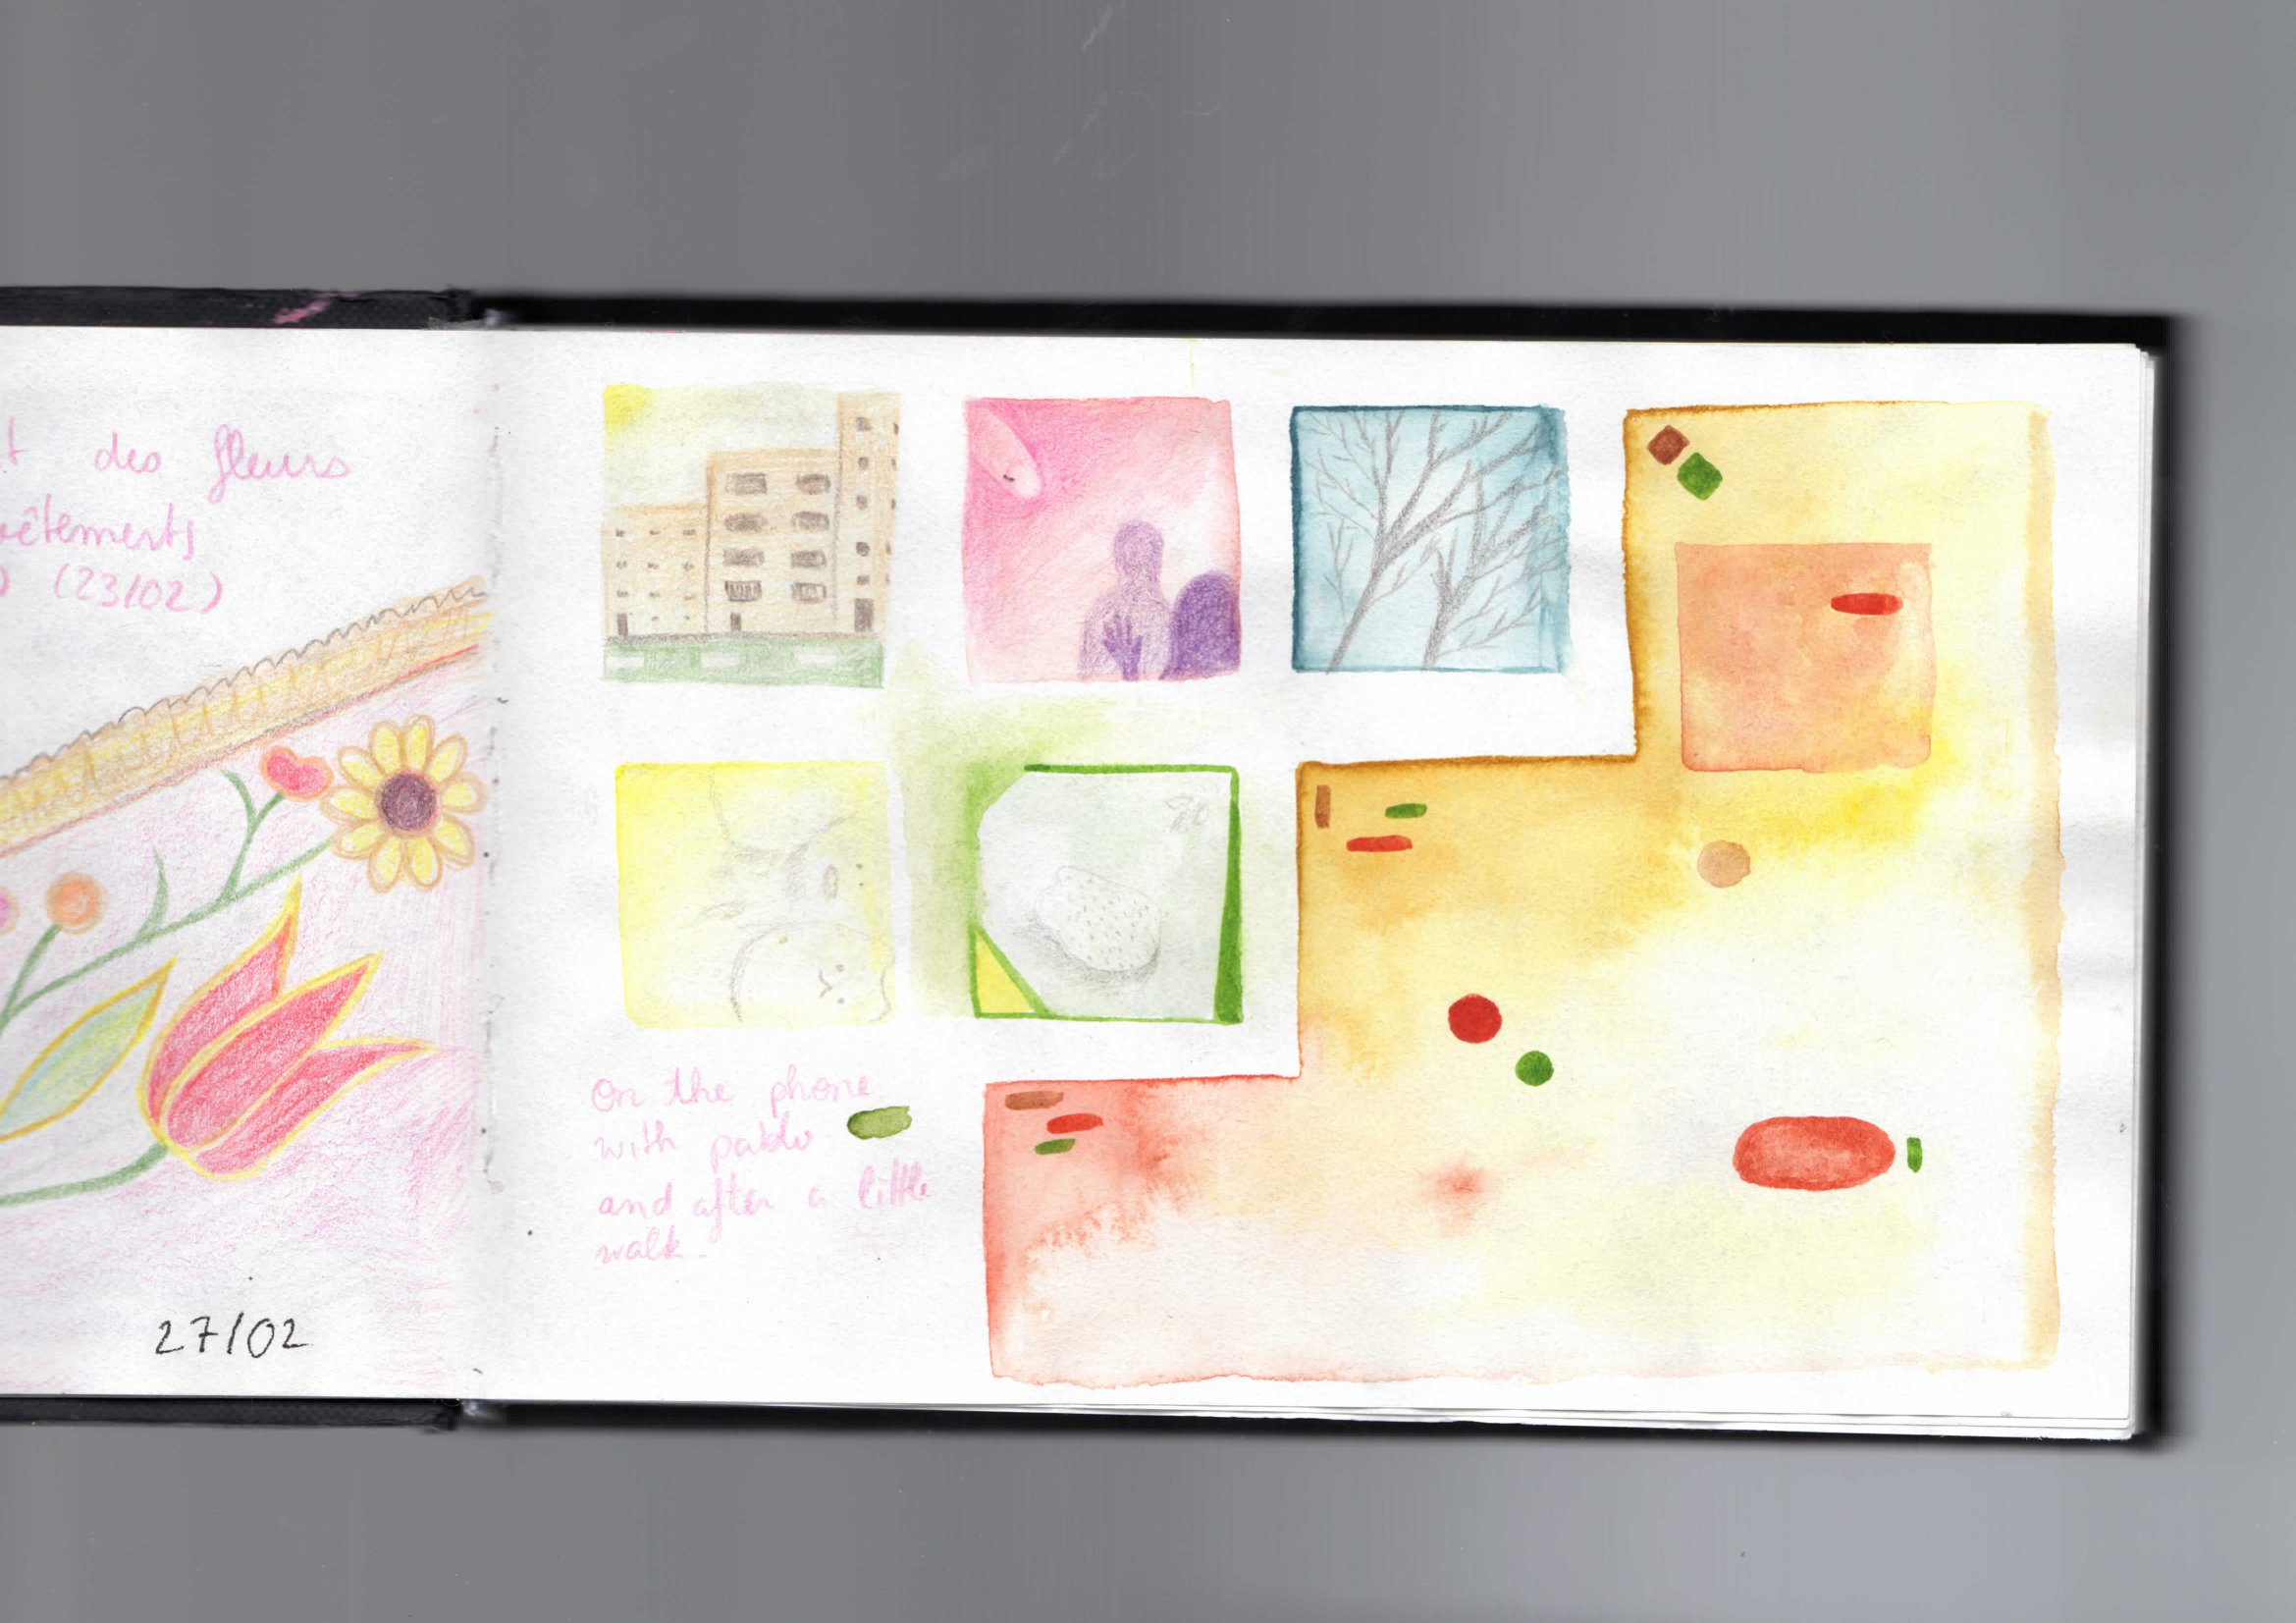 t des fleurs
vêtements
) (23/02)
27/02
On the phone
with pablo
and after a little
walk.